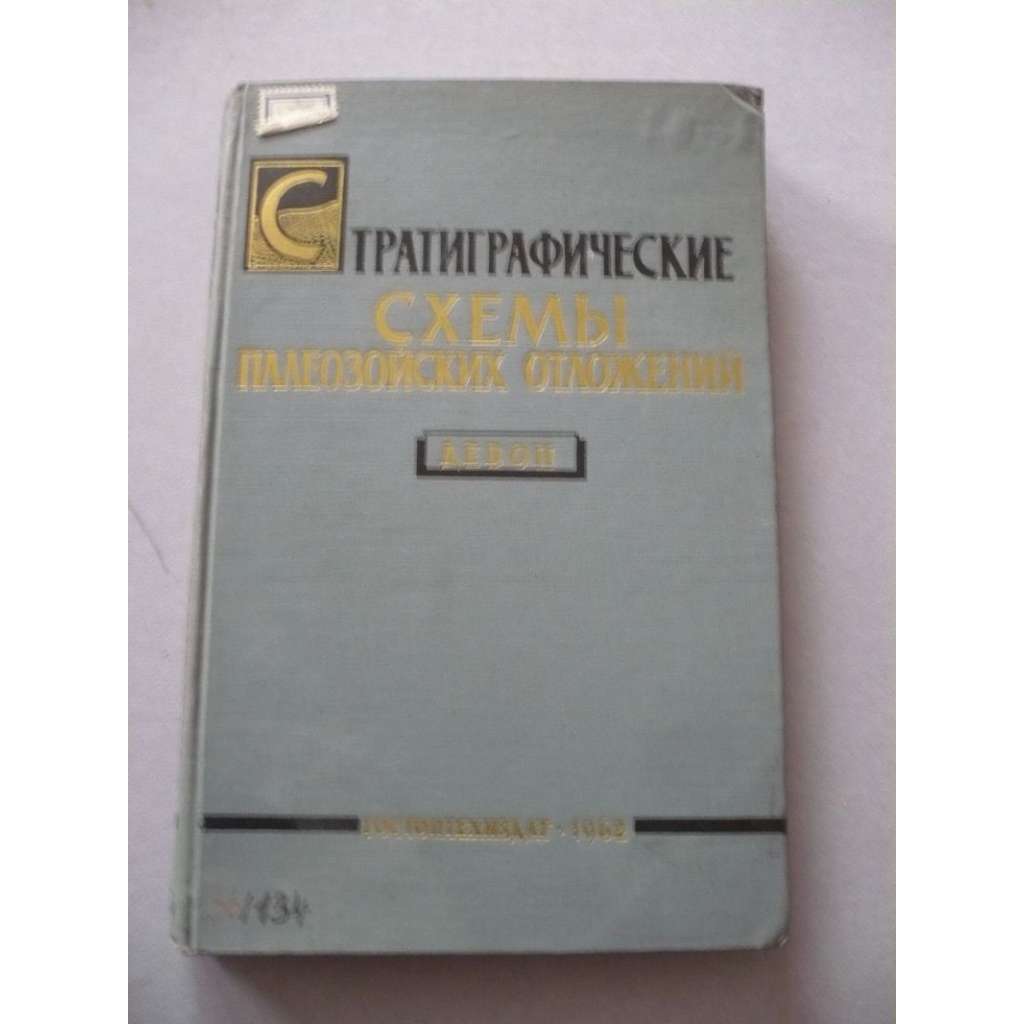 СТРАТИГРАФИЧЕСКИЕ
СХЕМЫ
ПАЛЕОЗОЙСКИХ ОТЛОЖЕНИЙ
ДЕВОН
ГОСТОПТЕХИЗДАТ · 1962